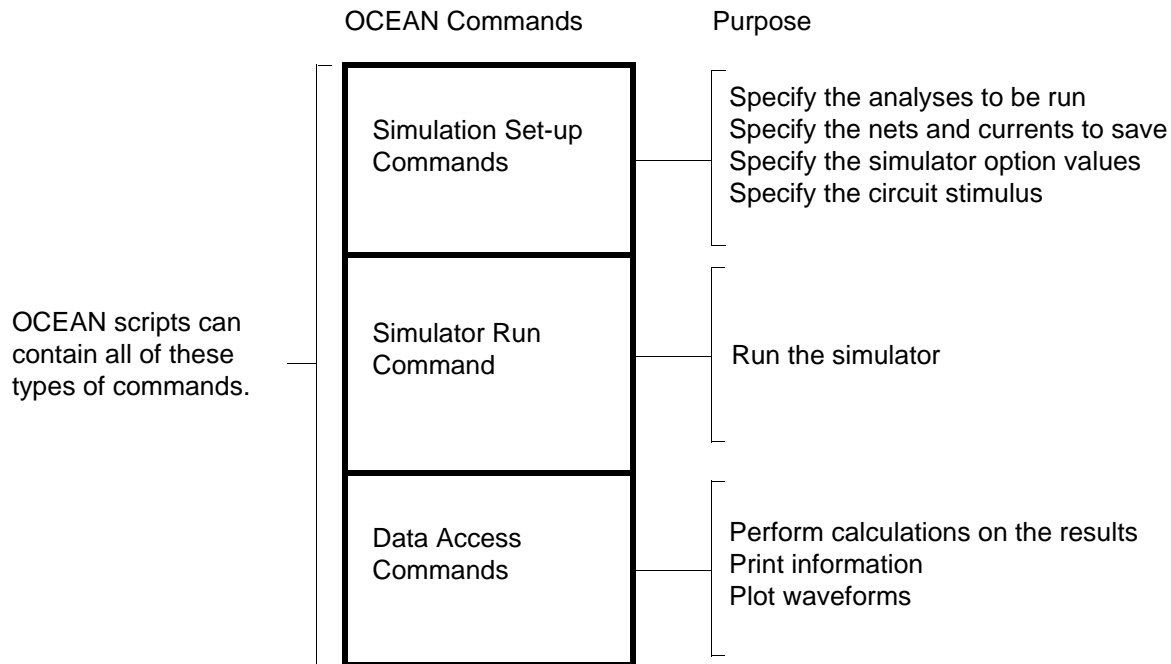 OCEAN Commands
Purpose
Simulation Set-up
Commands
Specify the analyses to be run
Specify the nets and currents to save
Specify the simulator option values
Specify the circuit stimulus
OCEAN scripts can
contain all of these
types of commands.
Simulator Run
Command
Run the simulator
Data Access
Commands
Perform calculations on the results
Print information
Plot waveforms